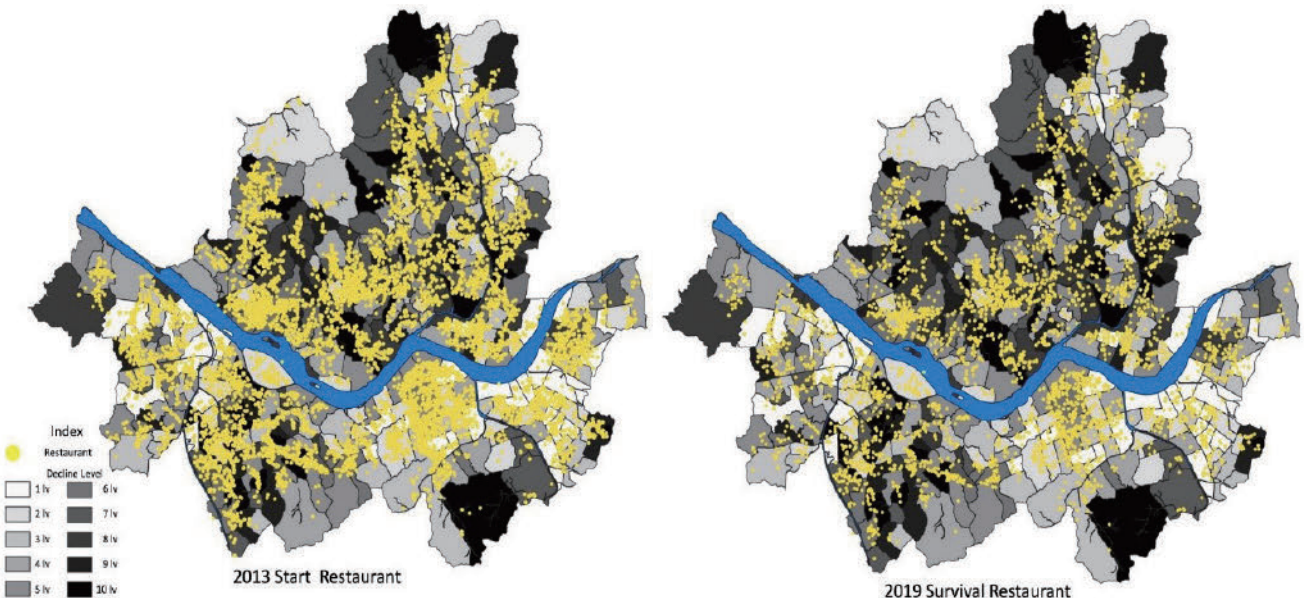 Index
Restaurant
Decline Level
1 lv 6 lv
2 lv 7 lv
3 lv 8 lv
4 lv 9 lv
5 lv 10 lv
2013 Start Restaurant
2019 Survival Restaurant